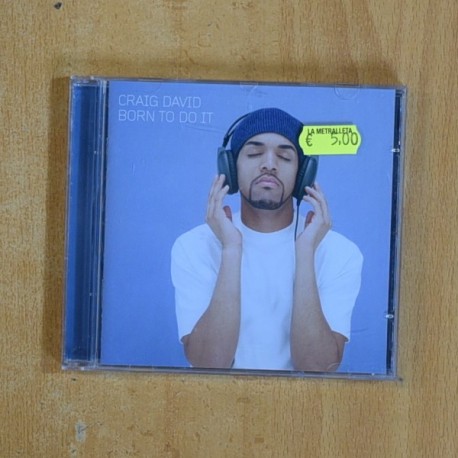 CRAIG DAVID
BORN TO DO IT
LA METRALLETA
€ 5,00